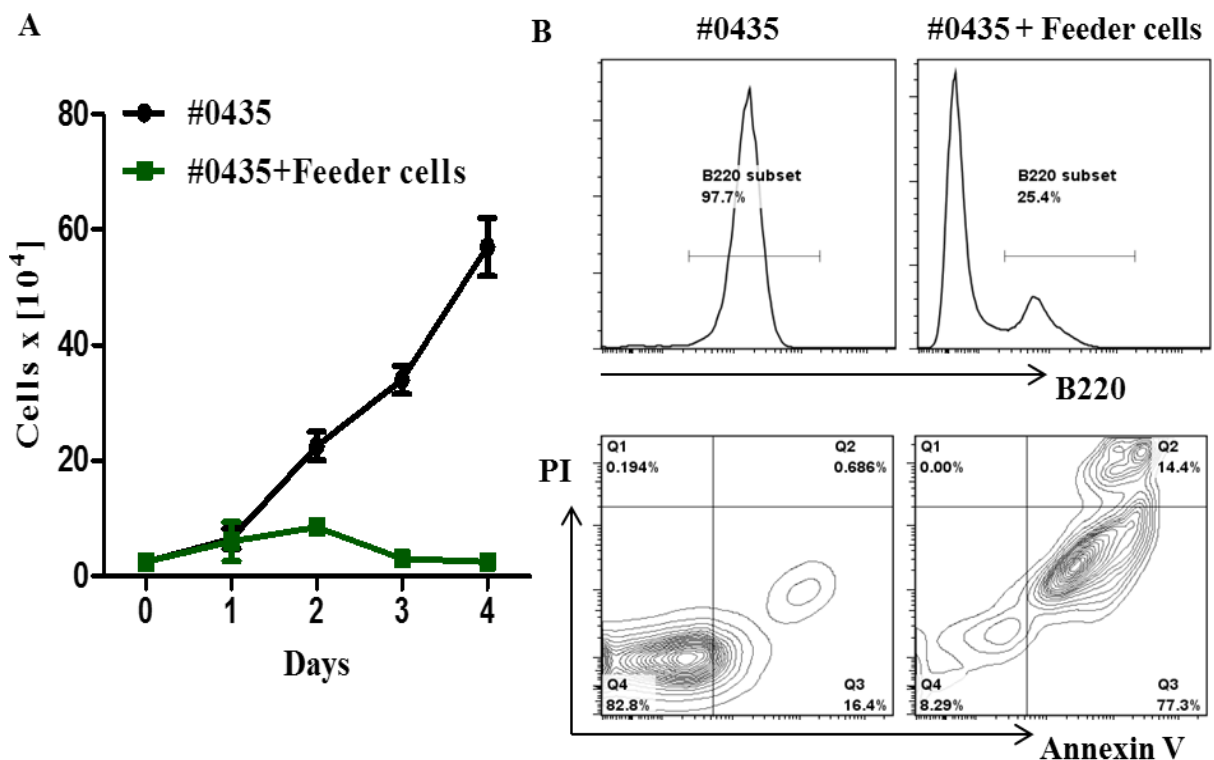 A
#0435
#0435+Feeder cells
Cells x [10⁴]
80
60
40
20
0
0 1 2 3 4
Days
B
#0435
#0435 + Feeder cells
B220 subset
97.7%
B220 subset
25.4%
B220
PI
Q1
0.194%
Q2
0.686%
Q4
82.8%
Q3
16.4%
Q1
0.00%
Q2
14.4%
Q4
8.29%
Q3
77.3%
Annexin V